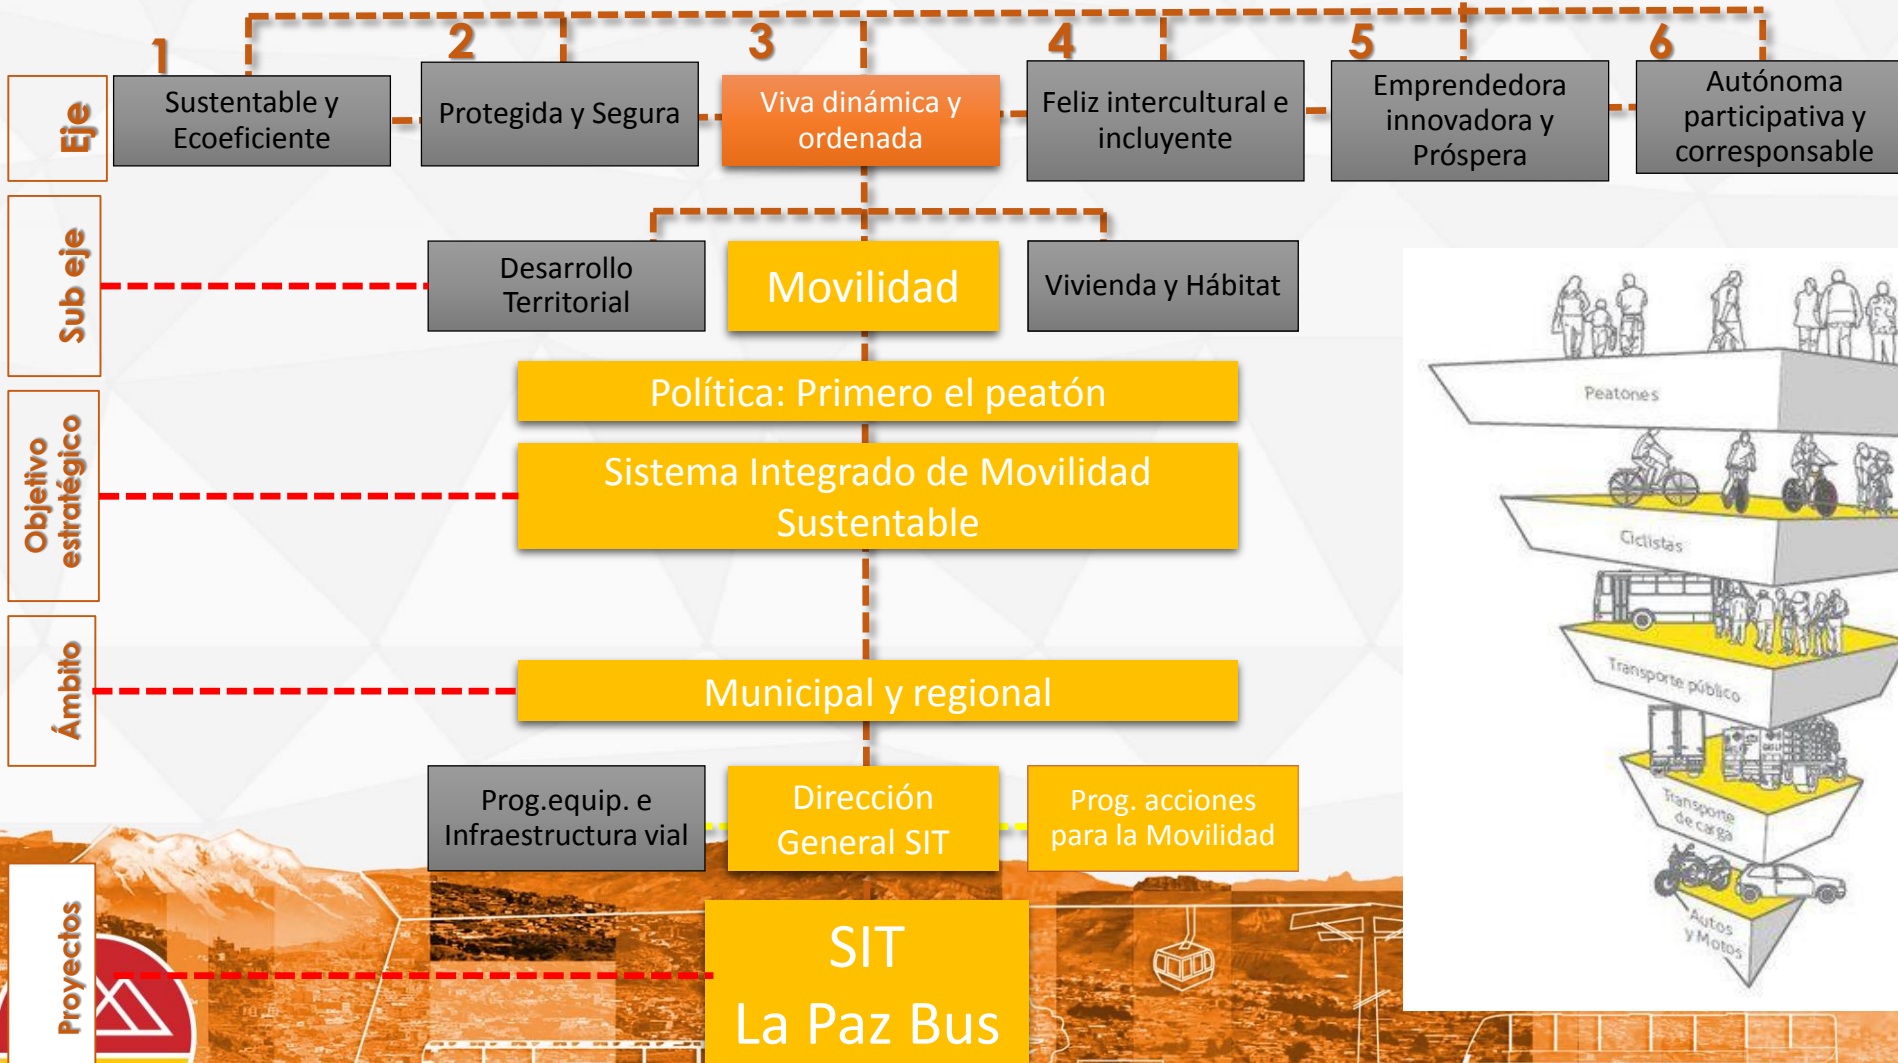 1
2
3
4
5
6
Eje
Sustentable y
Ecoeficiente
Protegida y Segura
Viva dinámica y
ordenada
Feliz intercultural e
incluyente
Emprendedora
innovadora y
Próspera
Autónoma
participativa y
corresponsable
Sub eje
Desarrollo
Territorial
Movilidad
Vivienda y Hábitat
Objetivo
estratégico
Política: Primero el peatón
Sistema Integrado de Movilidad
Sustentable
Ámbito
Municipal y regional
Prog.equip. e
Infraestructura vial
Dirección
General SIT
Prog. acciones
para la Movilidad
Proyectos
SIT
La Paz Bus
Peatones
Ciclistas
Transporte público
Transporte
de carga
Autos
y Motos